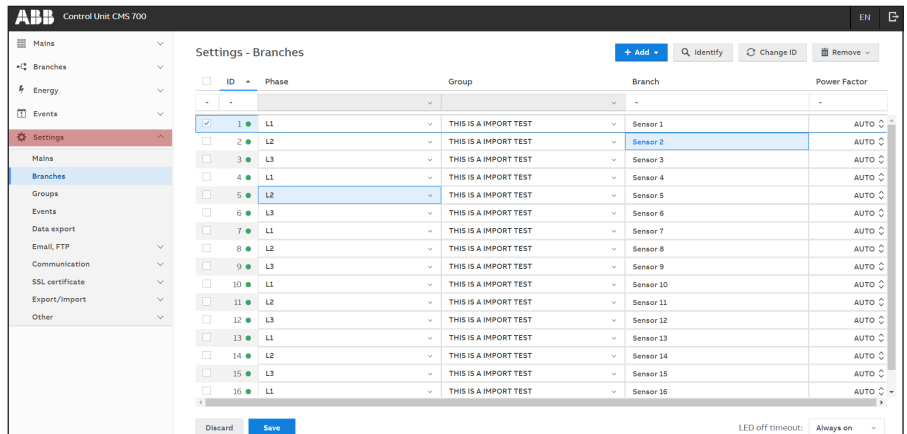 ABB Control Unit CMS 700 EN
Mains
Branches
Energy
Events
Settings
Mains
Branches
Groups
Events
Data export
Email, FTP
Communication
SSL certificate
Export/Import
Other
Settings - Branches
+ Add Identify Change ID Remove
ID Phase Group Branch Power Factor
- - - -
1 L1 THIS IS A IMPORT TEST Sensor 1 AUTO
2 L2 THIS IS A IMPORT TEST Sensor 2 AUTO
3 L3 THIS IS A IMPORT TEST Sensor 3 AUTO
4 L1 THIS IS A IMPORT TEST Sensor 4 AUTO
5 L2 THIS IS A IMPORT TEST Sensor 5 AUTO
6 L3 THIS IS A IMPORT TEST Sensor 6 AUTO
7 L1 THIS IS A IMPORT TEST Sensor 7 AUTO
8 L2 THIS IS A IMPORT TEST Sensor 8 AUTO
9 L3 THIS IS A IMPORT TEST Sensor 9 AUTO
10 L1 THIS IS A IMPORT TEST Sensor 10 AUTO
11 L2 THIS IS A IMPORT TEST Sensor 11 AUTO
12 L3 THIS IS A IMPORT TEST Sensor 12 AUTO
13 L1 THIS IS A IMPORT TEST Sensor 13 AUTO
14 L2 THIS IS A IMPORT TEST Sensor 14 AUTO
15 L3 THIS IS A IMPORT TEST Sensor 15 AUTO
16 L1 THIS IS A IMPORT TEST Sensor 16 AUTO
Discard Save LED off timeout: Always on